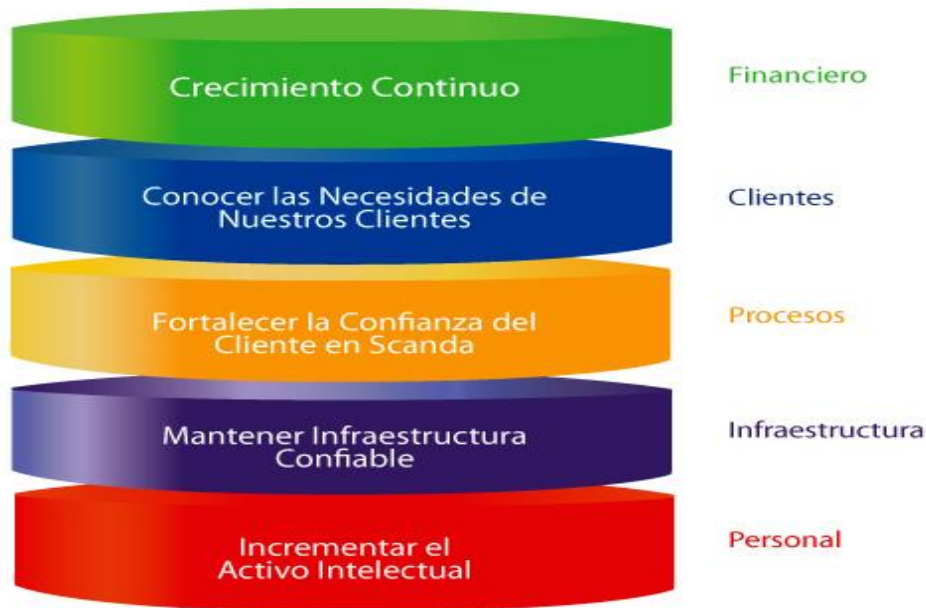 Crecimiento Continuo
Financiero
Conocer las Necesidades de
Nuestros Clientes
Clientes
Fortalecer la Confianza del
Cliente en Scanda
Procesos
Mantener Infraestructura
Confiable
Infraestructura
Incrementar el
Activo Intelectual
Personal